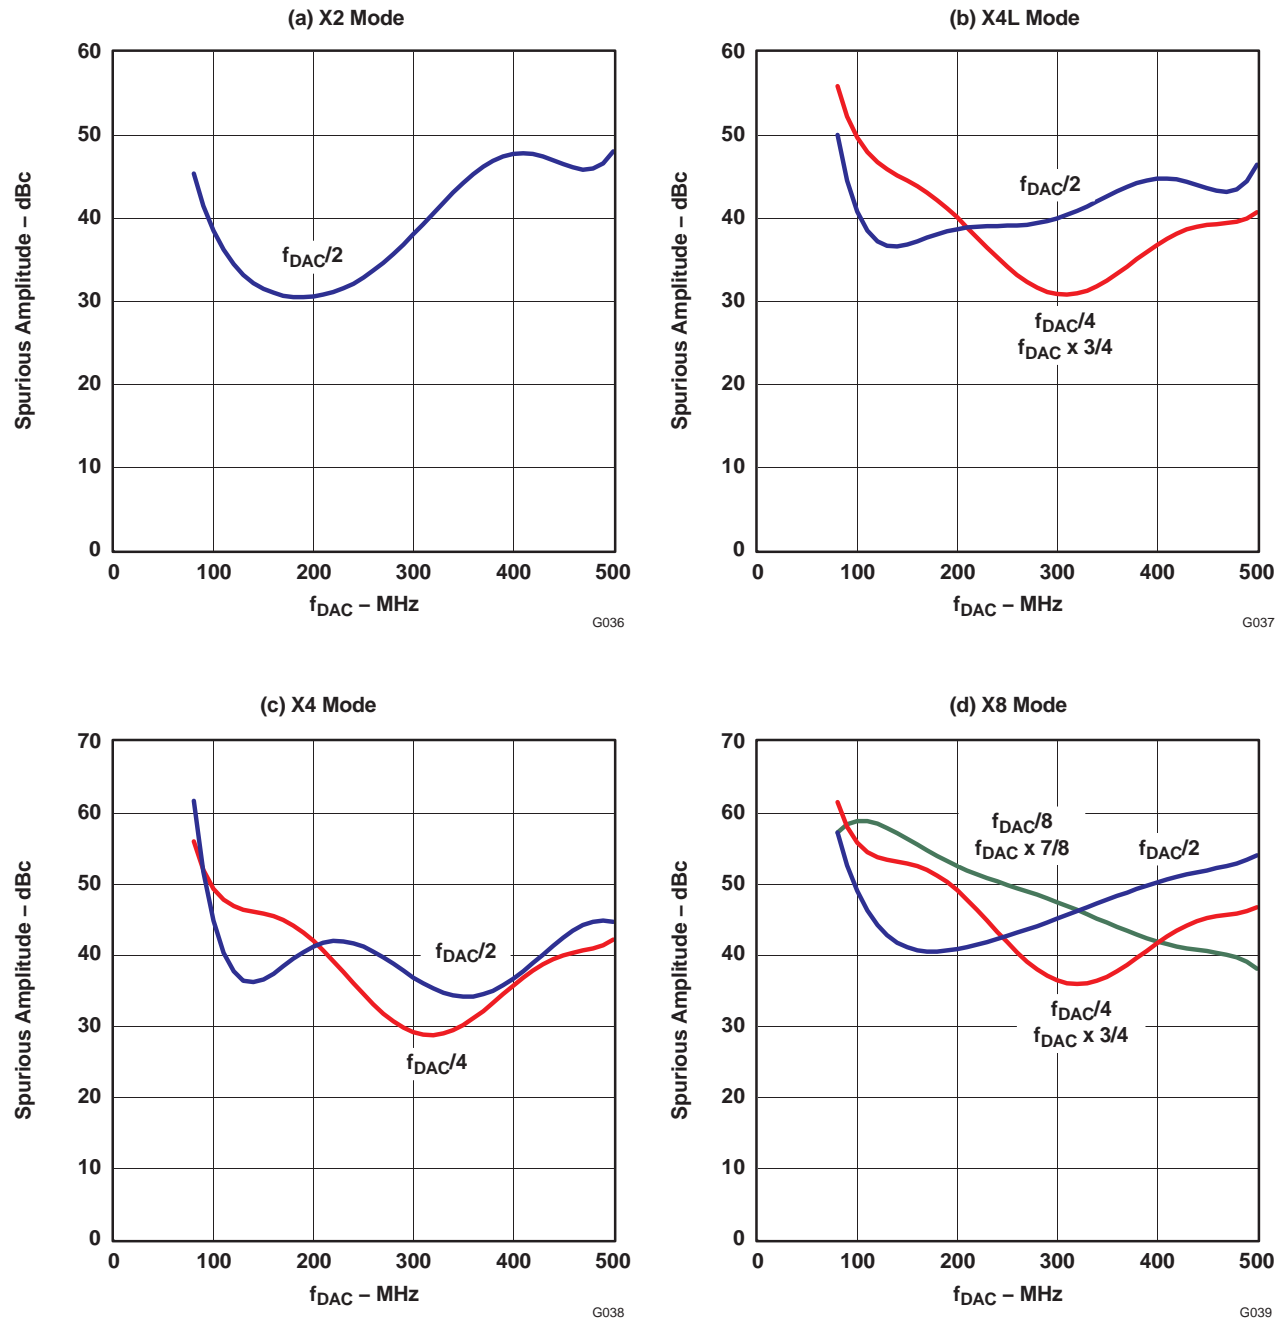 (a) X2 Mode
Spurious Amplitude – dBc
60
50
40
30
20
10
0
fDAC/2
0 100 200 300 400 500
fDAC – MHz
G036
(b) X4L Mode
Spurious Amplitude – dBc
60
50
40
30
20
10
0
fDAC/2
fDAC/4
fDAC x 3/4
0 100 200 300 400 500
fDAC – MHz
G037
(c) X4 Mode
Spurious Amplitude – dBc
70
60
50
40
30
20
10
0
fDAC/2
fDAC/4
0 100 200 300 400 500
fDAC – MHz
G038
(d) X8 Mode
Spurious Amplitude – dBc
70
60
50
40
30
20
10
0
fDAC/8
fDAC x 7/8
fDAC/2
fDAC/4
fDAC x 3/4
0 100 200 300 400 500
fDAC – MHz
G039